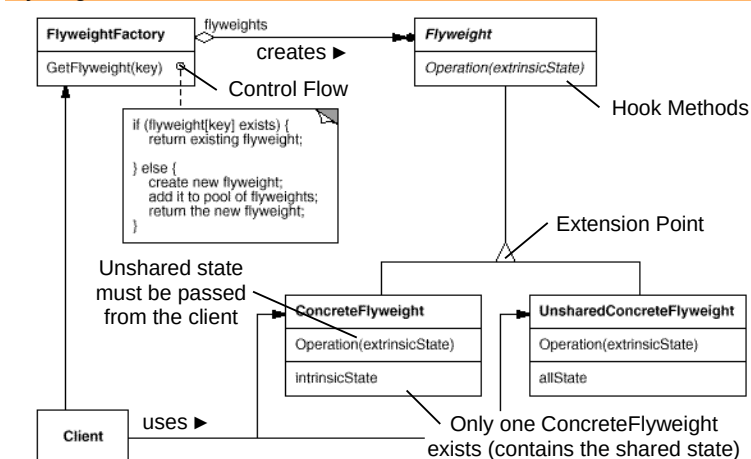 FlyweightFactory
flyweights
Flyweight
creates ►
GetFlyweight(key)
Operation(extrinsicState)
Control Flow
Hook Methods
if (flyweight[key] exists) {
return existing flyweight;
} else {
create new flyweight;
add it to pool of flyweights;
return the new flyweight;
}
Extension Point
Unshared state
must be passed
from the client
ConcreteFlyweight
UnsharedConcreteFlyweight
Operation(extrinsicState)
Operation(extrinsicState)
intrinsicState
allState
Client
uses ►
Only one ConcreteFlyweight
exists (contains the shared state)